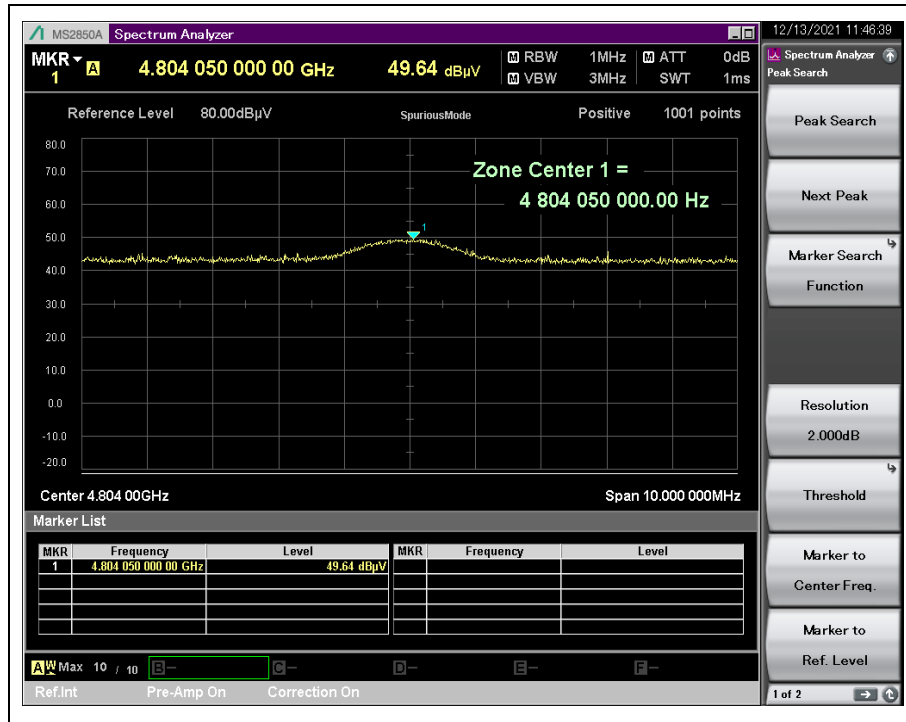 MS2850A Spectrum Analyzer
12/13/2021 11:46:39
MKR 1 A 4.804 050 000 00 GHz 49.64 dBµV
M RBW 1MHz M ATT 0dB
M VBW 3MHz SWT 1ms
Spectrum Analyzer
Peak Search
Reference Level 80.00dBµV SpuriousMode Positive 1001 points
Zone Center 1 =
4 804 050 000.00 Hz
1
80.0
70.0
60.0
50.0
40.0
30.0
20.0
10.0
0.0
-10.0
-20.0
Center 4.804 00GHz Span 10.000 000MHz
Marker List
MKR Frequency Level MKR Frequency Level
1 4.804 050 000 00 GHz 49.64 dBµV
A W Max 10 / 10 B- C- D- E- F-
Ref.Int Pre-Amp On Correction On
Peak Search
Next Peak
Marker Search
Function
Resolution
2.000dB
Threshold
Marker to
Center Freq.
Marker to
Ref. Level
1 of 2